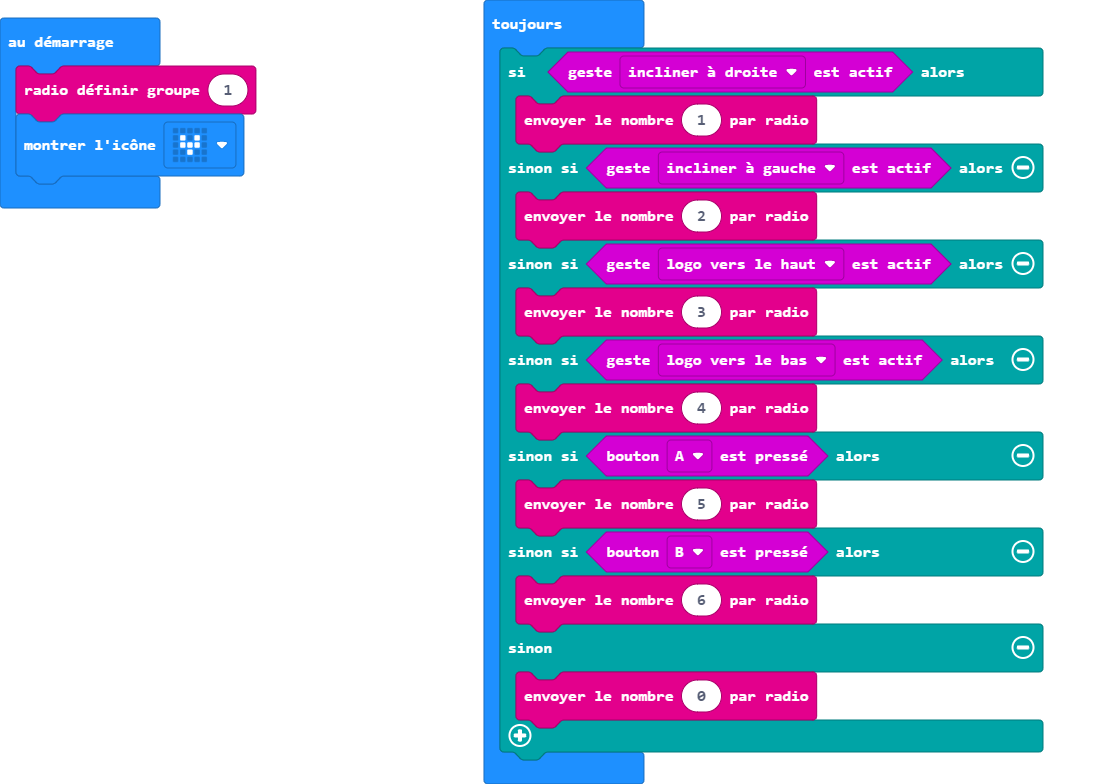 au démarrage
radio définir groupe 1
montrer l'icône
toujours
si geste incliner à droite est actif alors
envoyer le nombre 1 par radio
sinon si geste incliner à gauche est actif alors
envoyer le nombre 2 par radio
sinon si geste logo vers le haut est actif alors
envoyer le nombre 3 par radio
sinon si geste logo vers le bas est actif alors
envoyer le nombre 4 par radio
sinon si bouton A est pressé alors
envoyer le nombre 5 par radio
sinon si bouton B est pressé alors
envoyer le nombre 6 par radio
sinon
envoyer le nombre 0 par radio